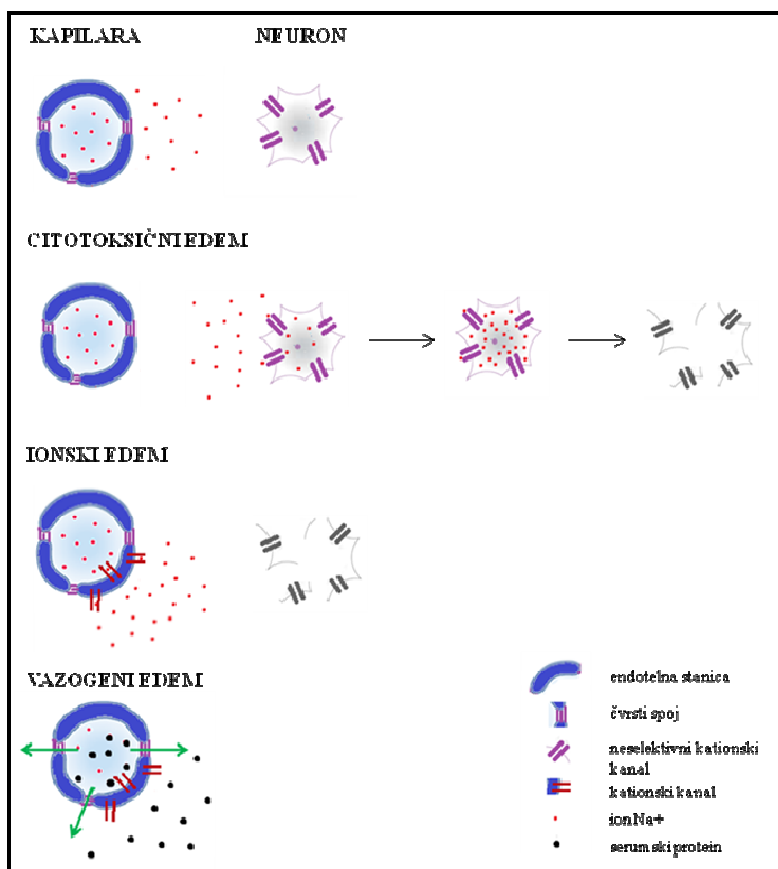 KAPILARA
NEURON
CITOTOKSIČNI EDEM
IONSKI EDEM
VAZOGENI EDEM
endotelna stanica
čvrsti spoj
neselektivni kationski
kanal
kationski kanal
ion Na+
serumski protein